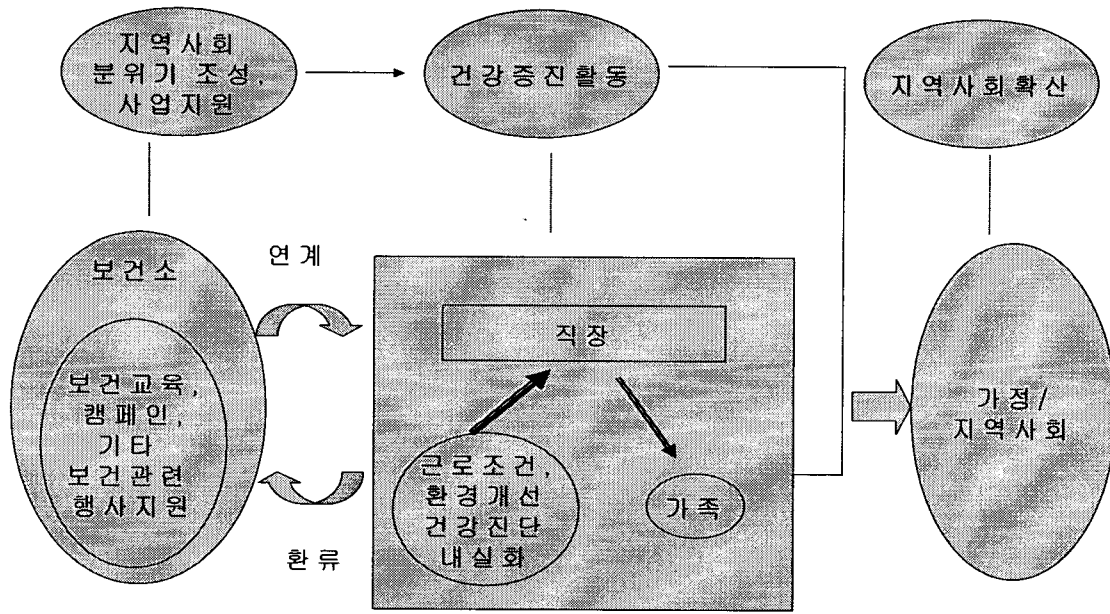 지역사회
분위기 조성,
사업지원
건강증진활동
지역사회확산
보건소
연계
직장
보건교육,
캠페인,
기타
보건관련
행사지원
근로조건,
환경개선
건강진단
내실화
가족
가정/
지역사회
환류